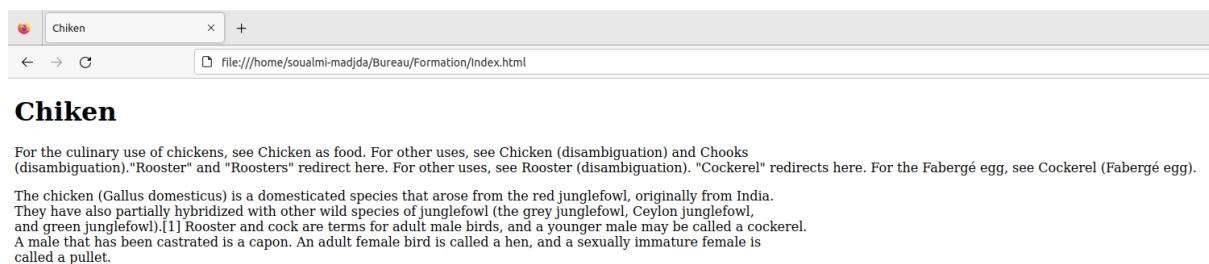 Chiken
file:///home/soualmi-madjda/Bureau/Formation/Index.html
Chiken
For the culinary use of chickens, see Chicken as food. For other uses, see Chicken (disambiguation) and Chooks
(disambiguation)."Rooster" and "Roosters" redirect here. For other uses, see Rooster (disambiguation). "Cockerel" redirects here. For the Fabergé egg, see Cockerel (Fabergé egg).
The chicken (Gallus domesticus) is a domesticated species that arose from the red junglefowl, originally from India.
They have also partially hybridized with other wild species of junglefowl (the grey junglefowl, Ceylon junglefowl,
and green junglefowl).[1] Rooster and cock are terms for adult male birds, and a younger male may be called a cockerel.
A male that has been castrated is a capon. An adult female bird is called a hen, and a sexually immature female is
called a pullet.